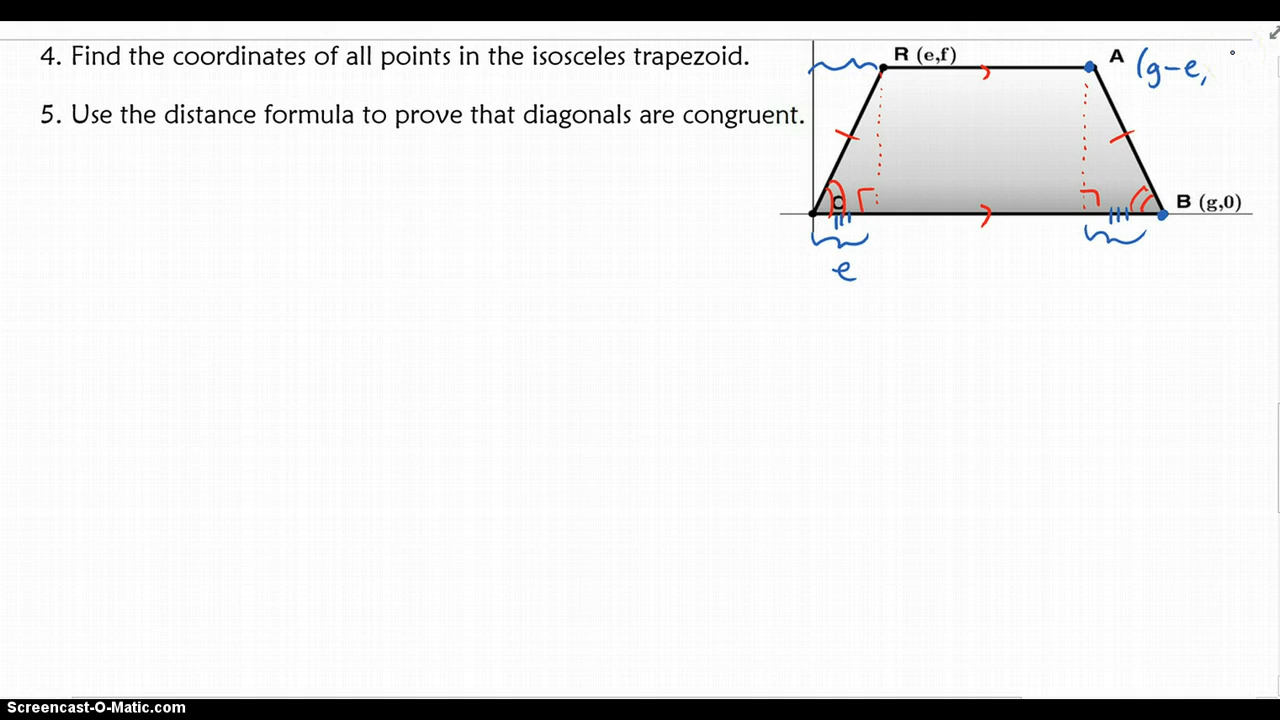 4. Find the coordinates of all points in the isosceles trapezoid.
R (e,f)
A (g-e,
5. Use the distance formula to prove that diagonals are congruent.
O
B (g,0)
e
Screencast-O-Matic.com